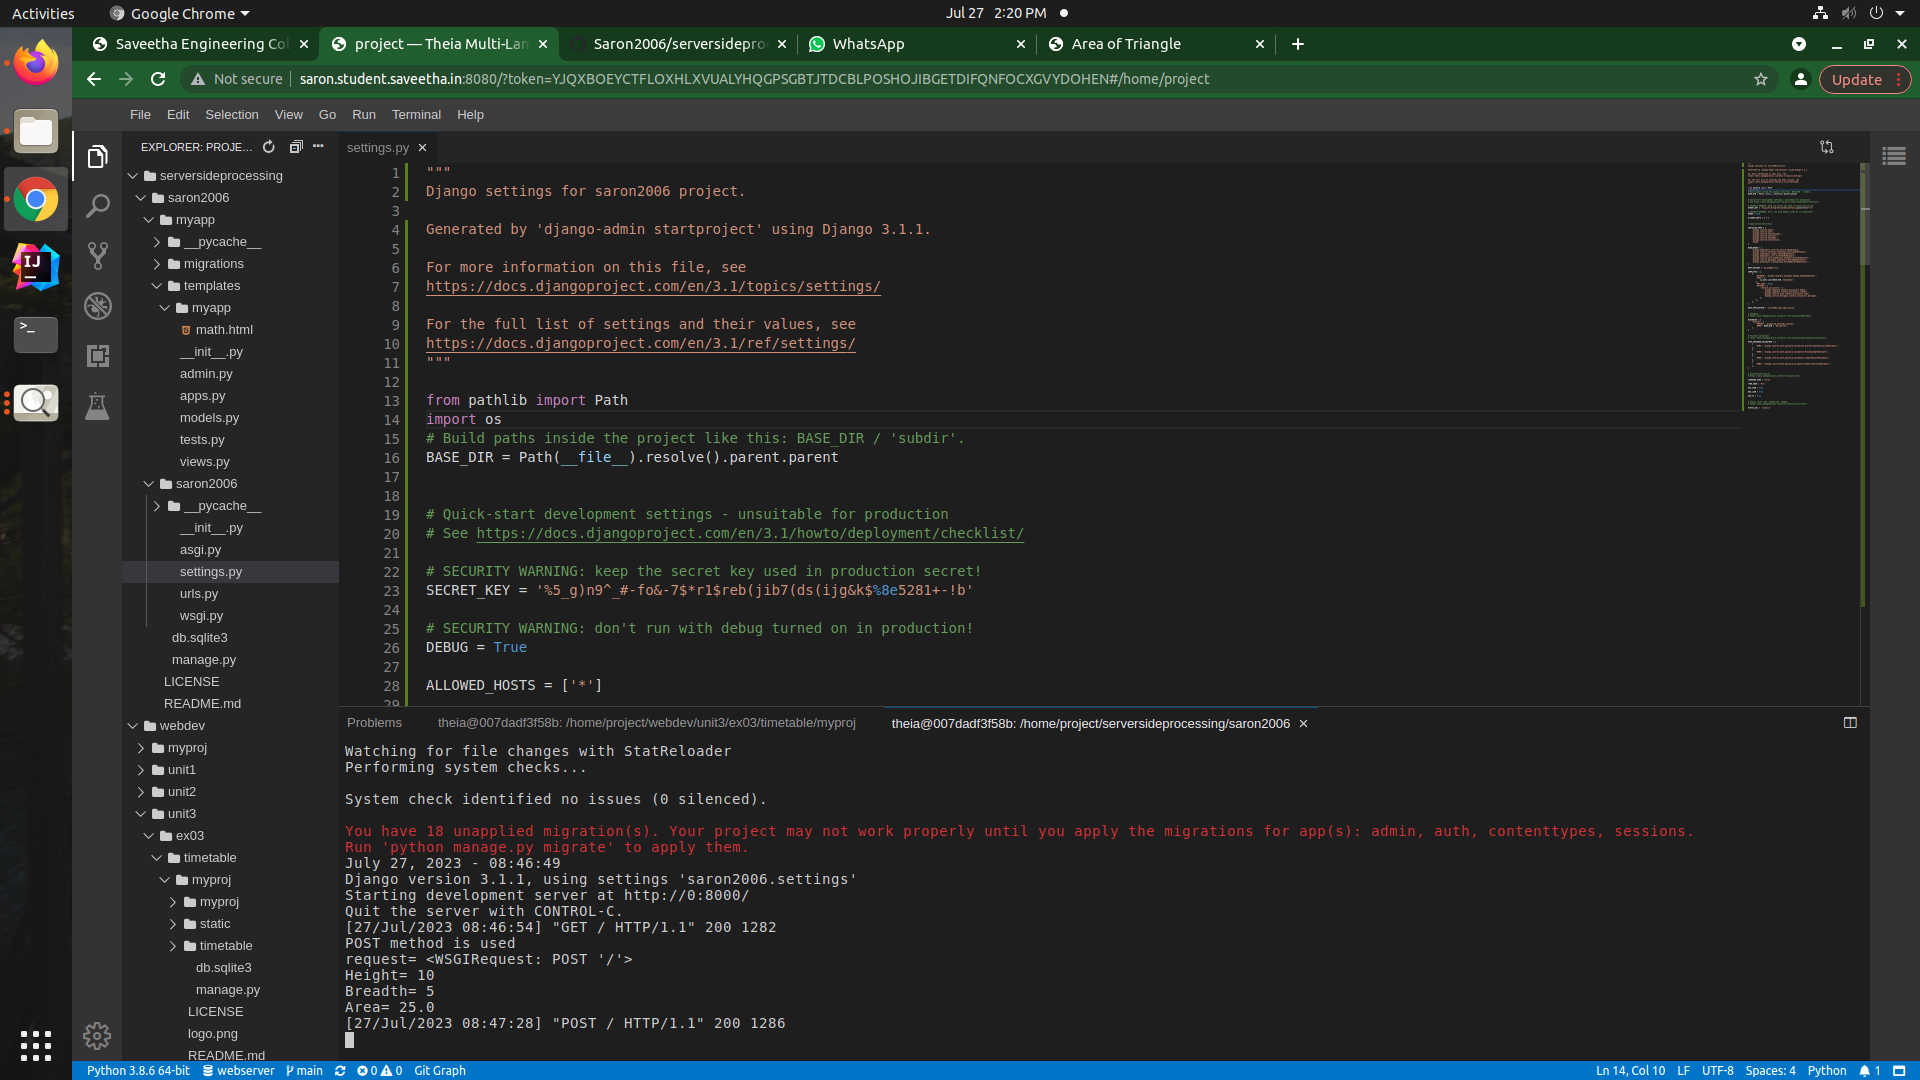 Activities
Google Chrome
Jul 27 2:20 PM
Saveetha Engineering Col
project — Theia Multi-Lan
Saron2006/serversidepro
WhatsApp
Area of Triangle
Not secure
saron.student.saveetha.in:8080/?token=YJQXBOEYCTFLOXHLXVUALYHQGPSGBTJTDCBLPOSHOJIBGETDIFQNFOCXGVYDOHEN#/home/project
Update
File Edit Selection View Go Run Terminal Help
EXPLORER: PROJE...
serversideprocessing
saron2006
myapp
__pycache__
migrations
templates
myapp
math.html
__init__.py
admin.py
apps.py
models.py
tests.py
views.py
saron2006
__pycache__
__init__.py
asgi.py
settings.py
urls.py
wsgi.py
db.sqlite3
manage.py
LICENSE
README.md
webdev
myproj
unit1
unit2
unit3
ex03
timetable
myproj
myproj
static
timetable
db.sqlite3
manage.py
LICENSE
logo.png
README.md
settings.py
1 """
2 Django settings for saron2006 project.
3
4 Generated by 'django-admin startproject' using Django 3.1.1.
5
6 For more information on this file, see
7 https://docs.djangoproject.com/en/3.1/topics/settings/
8
9 For the full list of settings and their values, see
10 https://docs.djangoproject.com/en/3.1/ref/settings/
11 """
12
13 from pathlib import Path
14 import os
15 # Build paths inside the project like this: BASE_DIR / 'subdir'.
16 BASE_DIR = Path(__file__).resolve().parent.parent
17
18
19 # Quick-start development settings - unsuitable for production
20 # See https://docs.djangoproject.com/en/3.1/howto/deployment/checklist/
21
22 # SECURITY WARNING: keep the secret key used in production secret!
23 SECRET_KEY = '%5_g)n9^_#-fo&-7$*r1$reb(jib7(ds(ijg&k$%8e5281+-!b'
24
25 # SECURITY WARNING: don't run with debug turned on in production!
26 DEBUG = True
27
28 ALLOWED_HOSTS = ['*']
29
Problems
theia@007dadf3f58b: /home/project/webdev/unit3/ex03/timetable/myproj
theia@007dadf3f58b: /home/project/serversideprocessing/saron2006
Watching for file changes with StatReloader
Performing system checks...
System check identified no issues (0 silenced).
You have 18 unapplied migration(s). Your project may not work properly until you apply the migrations for app(s): admin, auth, contenttypes, sessions.
Run 'python manage.py migrate' to apply them.
July 27, 2023 - 08:46:49
Django version 3.1.1, using settings 'saron2006.settings'
Starting development server at http://0:8000/
Quit the server with CONTROL-C.
[27/Jul/2023 08:46:54] "GET / HTTP/1.1" 200 1282
POST method is used
request= <WSGIRequest: POST '/'>
Height= 10
Breadth= 5
Area= 25.0
[27/Jul/2023 08:47:28] "POST / HTTP/1.1" 200 1286
Python 3.8.6 64-bit webserver main 0 0 Git Graph
Ln 14, Col 10 LF UTF-8 Spaces: 4 Python 1